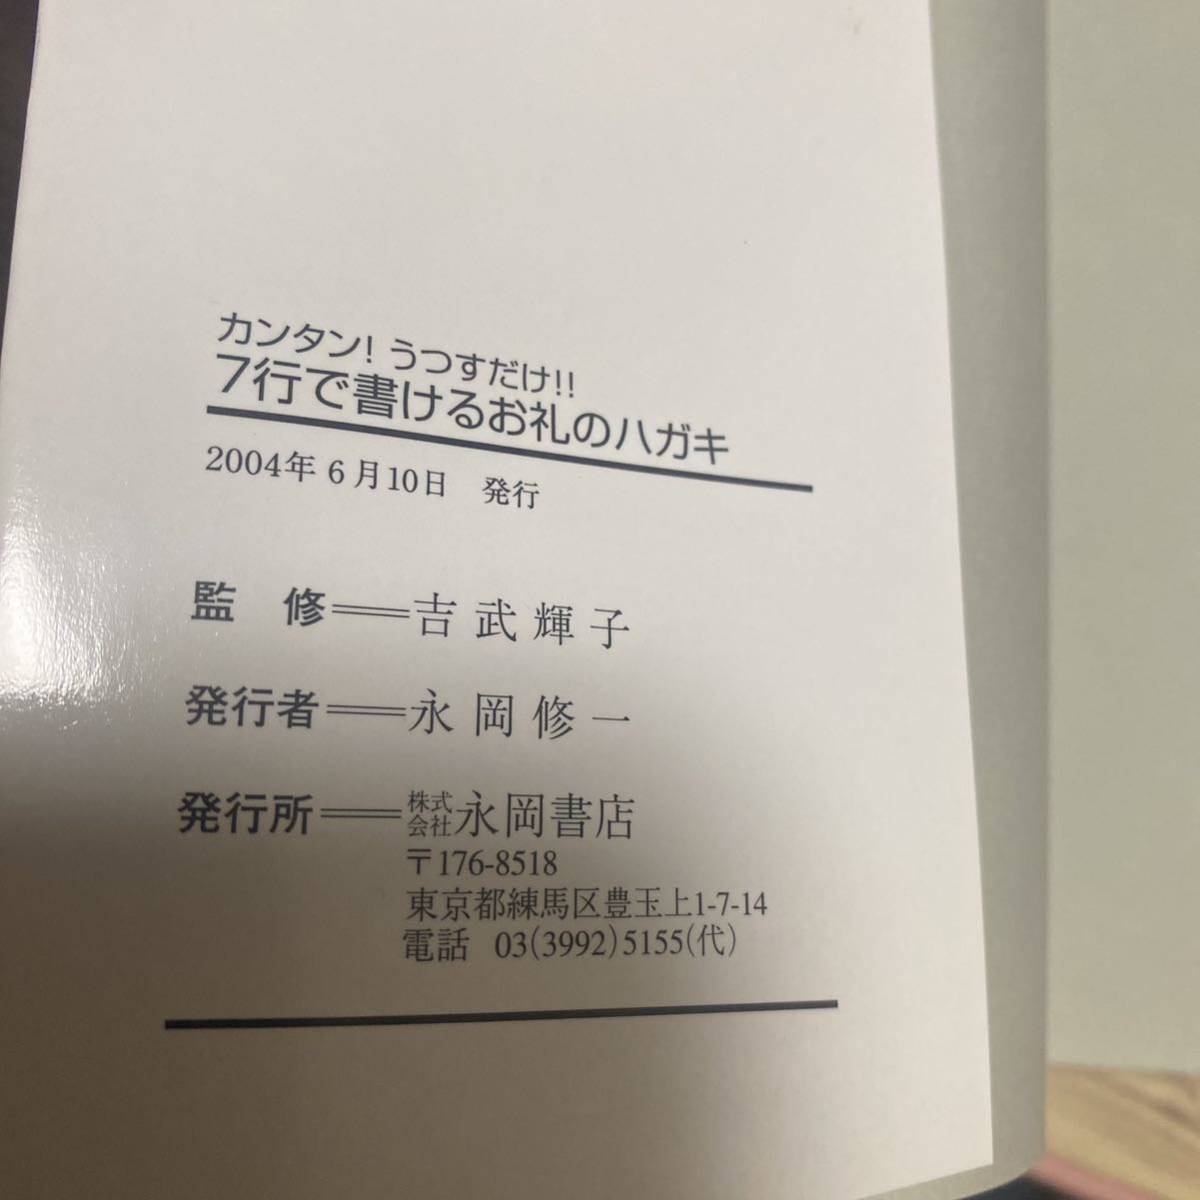 カンタン! うつすだけ!!
7行で書けるお礼のハガキ
2004年6月10日 発行
監 修══吉武輝子
発行者══永岡修一
発行所══株式会社永岡書店
〒176-8518
東京都練馬区豊玉上1-7-14
電話 03(3992)5155(代)